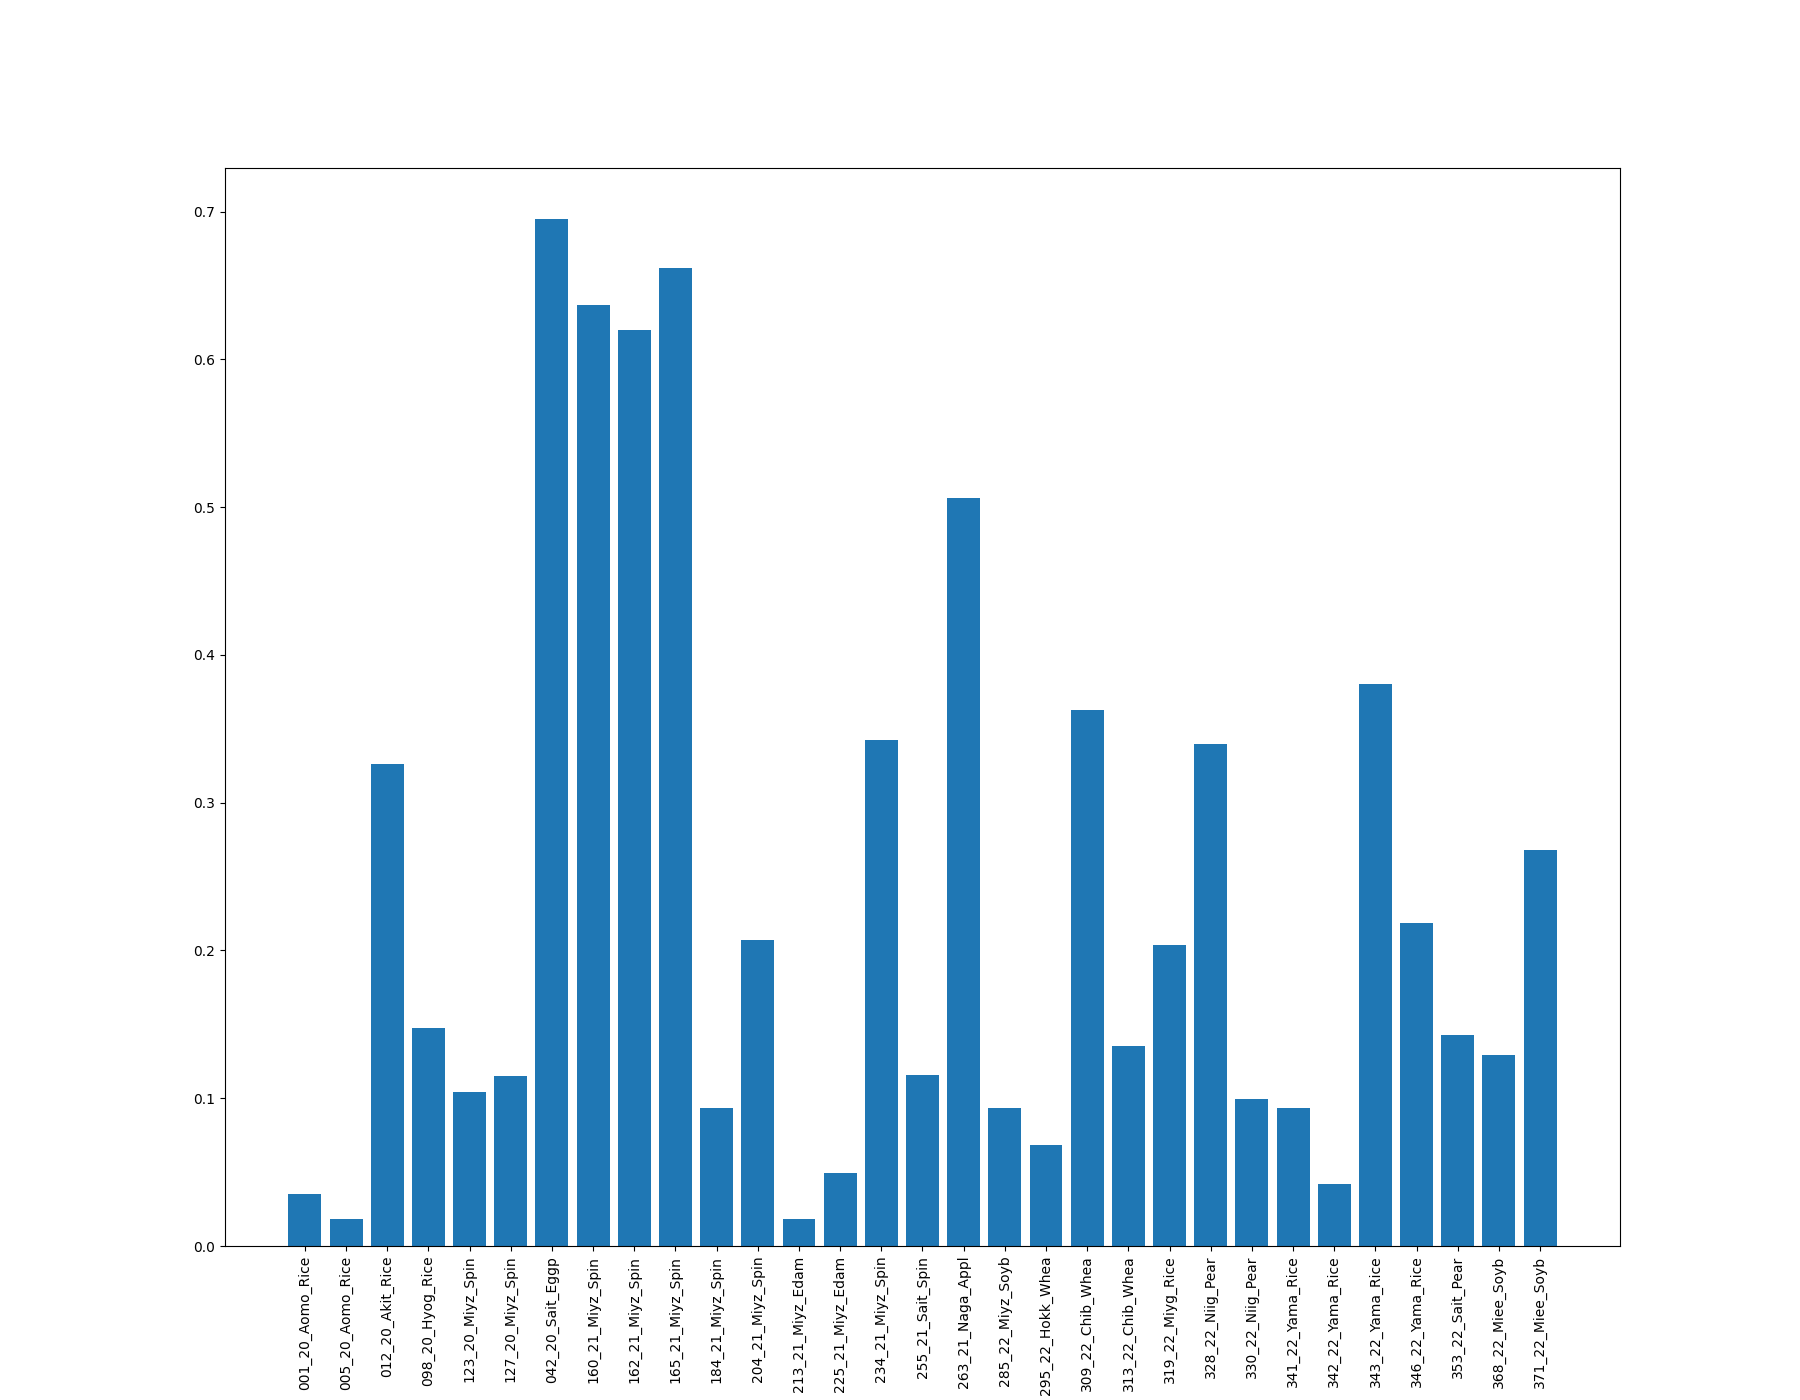 0.7
0.6
0.5
0.4
0.3
0.2
0.1
0.0
001_20_Aomo_Rice
005_20_Aomo_Rice
012_20_Akit_Rice
098_20_Hyog_Rice
123_20_Miyz_Spin
127_20_Miyz_Spin
042_20_Sait_Eggp
160_21_Miyz_Spin
162_21_Miyz_Spin
165_21_Miyz_Spin
184_21_Miyz_Spin
204_21_Miyz_Spin
213_21_Miyz_Edam
225_21_Miyz_Edam
234_21_Miyz_Spin
255_21_Sait_Spin
263_21_Naga_Appl
285_22_Miyz_Soyb
295_22_Hokk_Whea
309_22_Chib_Whea
313_22_Chib_Whea
319_22_Miyg_Rice
328_22_Niig_Pear
330_22_Niig_Pear
341_22_Yama_Rice
342_22_Yama_Rice
343_22_Yama_Rice
346_22_Yama_Rice
353_22_Sait_Pear
368_22_Miee_Soyb
371_22_Miee_Soyb